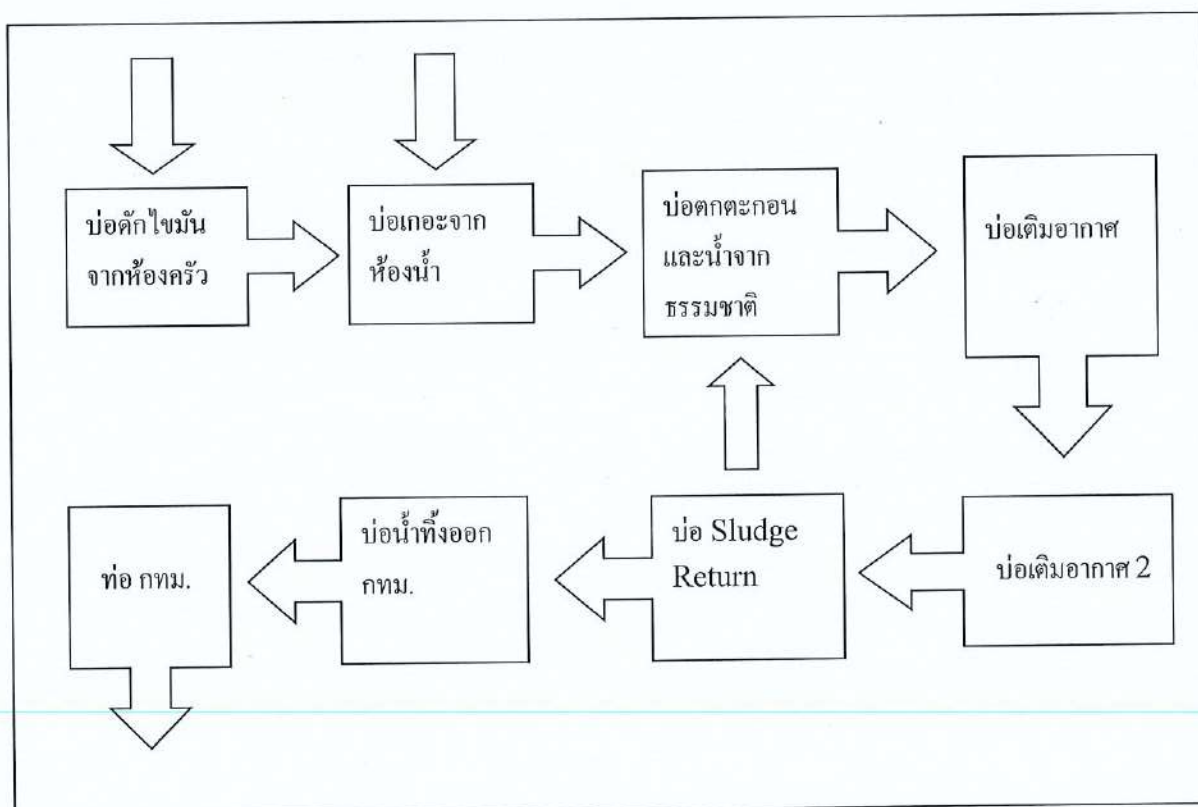 บ่อดักไขมัน
จากห้องครัว
บ่อเกอะจาก
ห้องน้ำ
บ่อตกตะกอน
และน้ำจาก
ธรรมชาติ
บ่อเติมอากาศ
ท่อ กทม.
บ่อน้ำทิ้งออก
กทม.
บ่อ Sludge
Return
บ่อเติมอากาศ 2